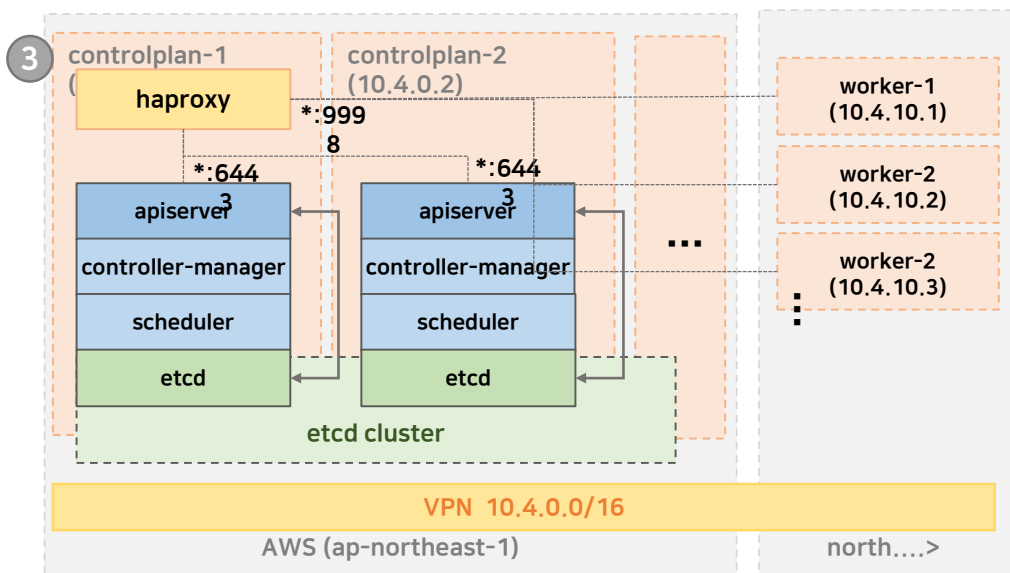 3
controlplan-1
(
haproxy
*:999
8
*:644
3
apiserver
controller-manager
scheduler
etcd
controlplan-2
(10.4.0.2)
*:644
3
apiserver
controller-manager
scheduler
etcd
...
etcd cluster
worker-1
(10.4.10.1)
worker-2
(10.4.10.2)
worker-2
(10.4.10.3)
...
VPN 10.4.0.0/16
AWS (ap-northeast-1)
north....>